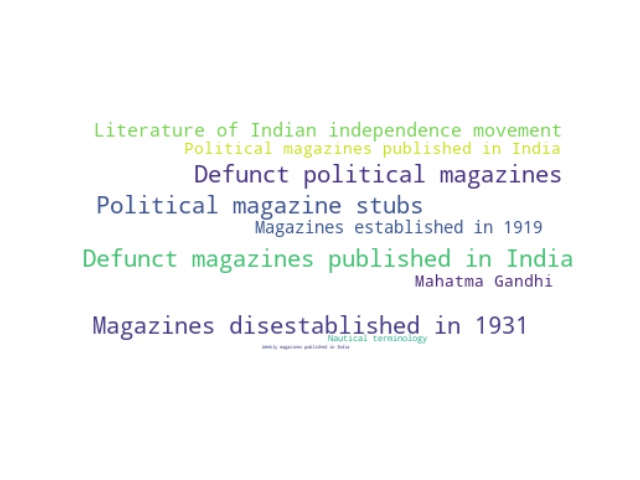 Literature of Indian independence movement
Political magazines published in India
Defunct political magazines
Political magazine stubs
Magazines established in 1919
Defunct magazines published in India
Mahatma Gandhi
Magazines disestablished in 1931
Nautical terminology
Weekly magazines published in India